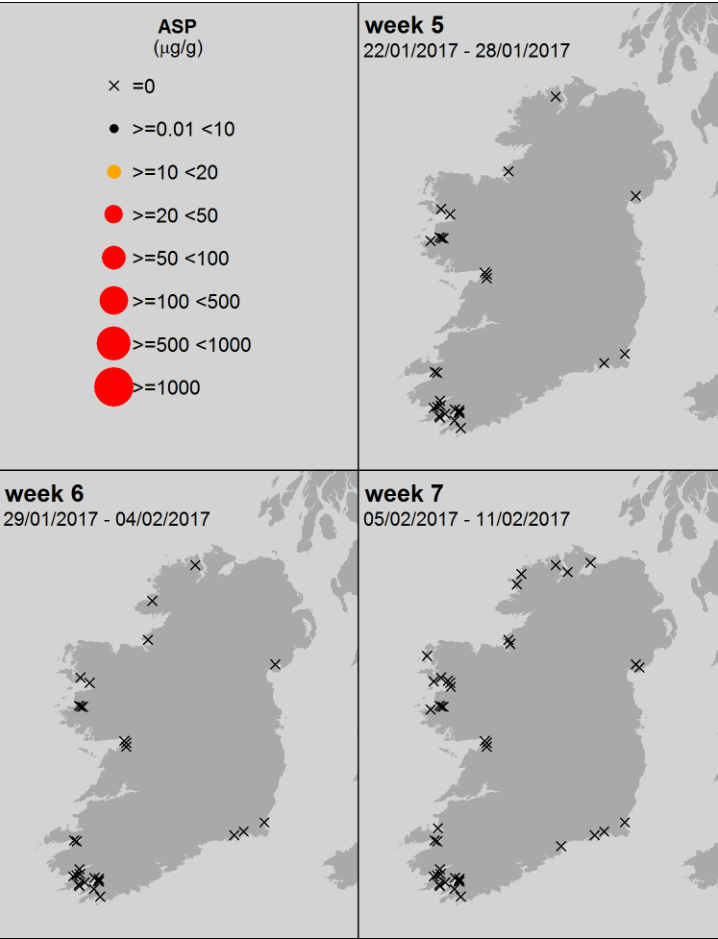 ASP
(μg/g)
=0
>=0.01 <10
>=10 <20
>=20 <50
>=50 <100
>=100 <500
>=500 <1000
>=1000
week 5
22/01/2017 - 28/01/2017
week 6
29/01/2017 - 04/02/2017
week 7
05/02/2017 - 11/02/2017